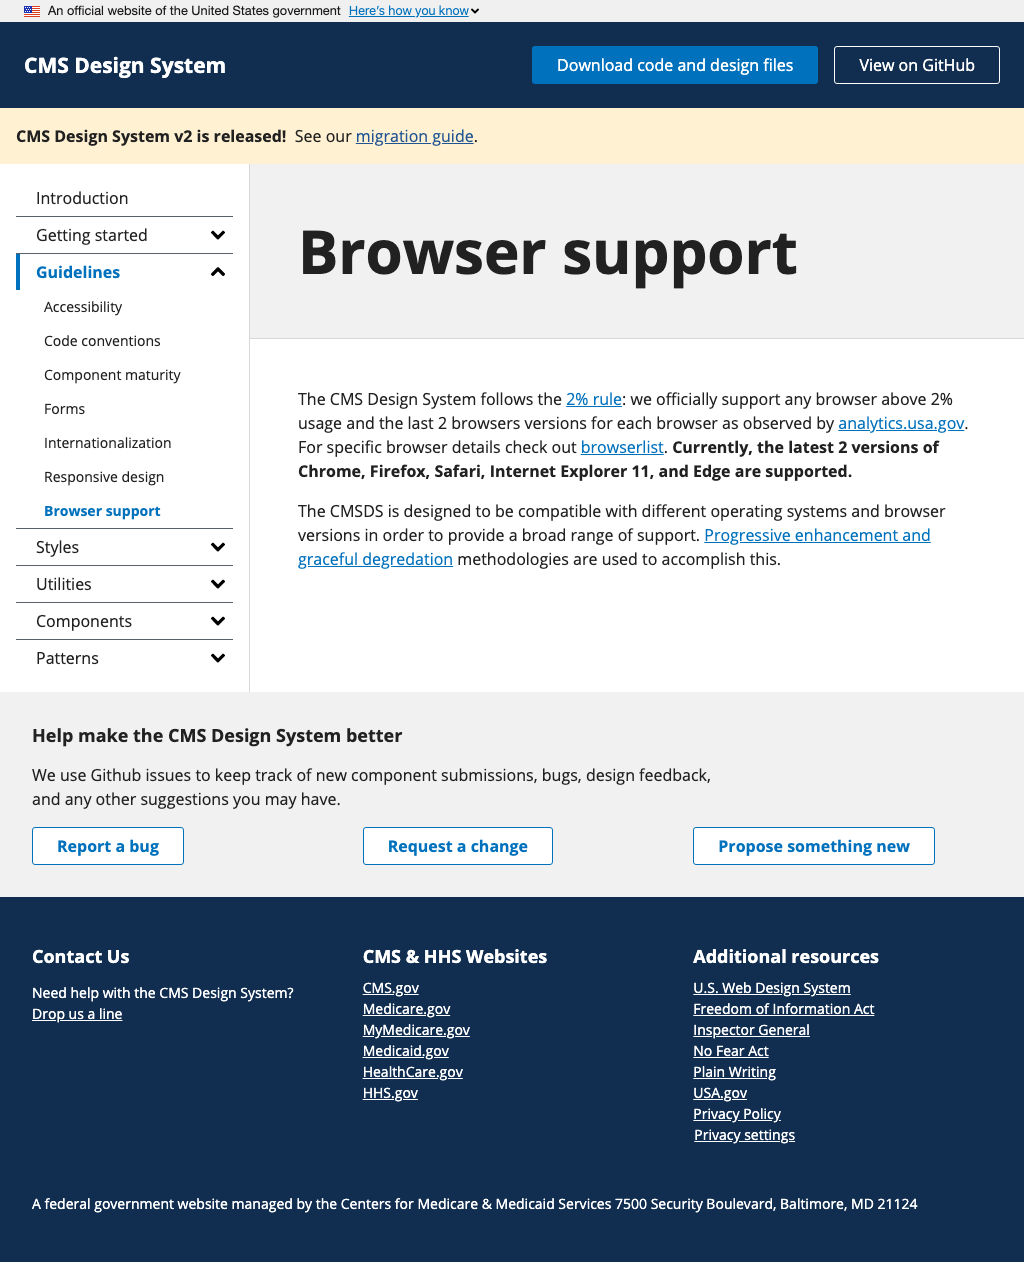 An official website of the United States government Here's how you know
CMS Design System
Download code and design files
View on GitHub
CMS Design System v2 is released! See our migration guide.
Introduction
Getting started
Guidelines
Accessibility
Code conventions
Component maturity
Forms
Internationalization
Responsive design
Browser support
Styles
Utilities
Components
Patterns
Browser support
The CMS Design System follows the 2% rule: we officially support any browser above 2%
usage and the last 2 browsers versions for each browser as observed by analytics.usa.gov.
For specific browser details check out browserlist. Currently, the latest 2 versions of
Chrome, Firefox, Safari, Internet Explorer 11, and Edge are supported.
The CMSDS is designed to be compatible with different operating systems and browser
versions in order to provide a broad range of support. Progressive enhancement and
graceful degredation methodologies are used to accomplish this.
Help make the CMS Design System better
We use Github issues to keep track of new component submissions, bugs, design feedback,
and any other suggestions you may have.
Report a bug
Request a change
Propose something new
Contact Us
Need help with the CMS Design System?
Drop us a line
CMS & HHS Websites
CMS.gov
Medicare.gov
MyMedicare.gov
Medicaid.gov
HealthCare.gov
HHS.gov
Additional resources
U.S. Web Design System
Freedom of Information Act
Inspector General
No Fear Act
Plain Writing
USA.gov
Privacy Policy
Privacy settings
A federal government website managed by the Centers for Medicare & Medicaid Services 7500 Security Boulevard, Baltimore, MD 21124